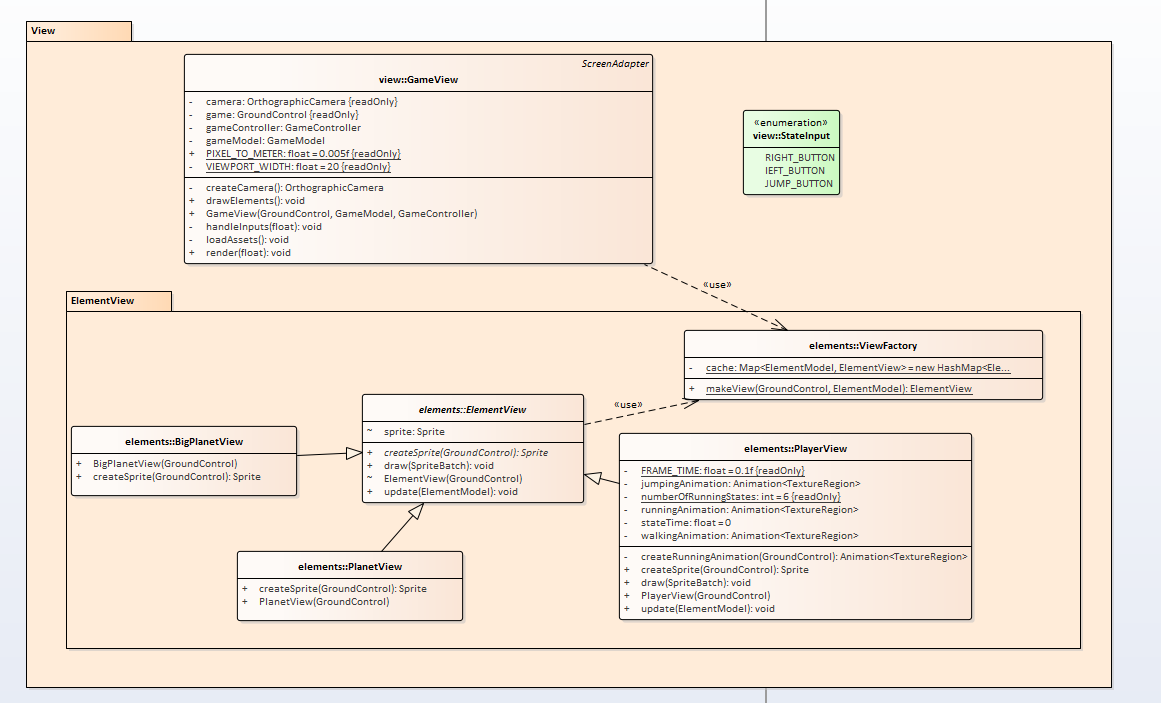 View
ScreenAdapter
view::GameView
- camera: OrthographicCamera {readOnly}
- game: GroundControl {readOnly}
- gameController: GameController
- gameModel: GameModel
+ PIXEL_TO_METER: float = 0.005f {readOnly}
- VIEWPORT_WIDTH: float = 20 {readOnly}
- createCamera(): OrthographicCamera
+ drawElements(): void
+ GameView(GroundControl, GameModel, GameController)
- handleInputs(float): void
- loadAssets(): void
+ render(float): void
«enumeration»
view::StateInput
RIGHT_BUTTON
lEFT_BUTTON
JUMP_BUTTON
«use»
ElementView
elements::ViewFactory
- cache: Map<ElementModel, ElementView> = new HashMap<Ele...
+ makeView(GroundControl, ElementModel): ElementView
«use»
elements::ElementView
~ sprite: Sprite
+ createSprite(GroundControl): Sprite
+ draw(SpriteBatch): void
~ ElementView(GroundControl)
+ update(ElementModel): void
elements::BigPlanetView
+ BigPlanetView(GroundControl)
+ createSprite(GroundControl): Sprite
elements::PlayerView
- FRAME_TIME: float = 0.1f {readOnly}
- jumpingAnimation: Animation<TextureRegion>
- numberOfRunningStates: int = 6 {readOnly}
- runningAnimation: Animation<TextureRegion>
- stateTime: float = 0
- walkingAnimation: Animation<TextureRegion>
- createRunningAnimation(GroundControl): Animation<TextureRegion>
+ createSprite(GroundControl): Sprite
+ draw(SpriteBatch): void
+ PlayerView(GroundControl)
+ update(ElementModel): void
elements::PlanetView
+ createSprite(GroundControl): Sprite
+ PlanetView(GroundControl)